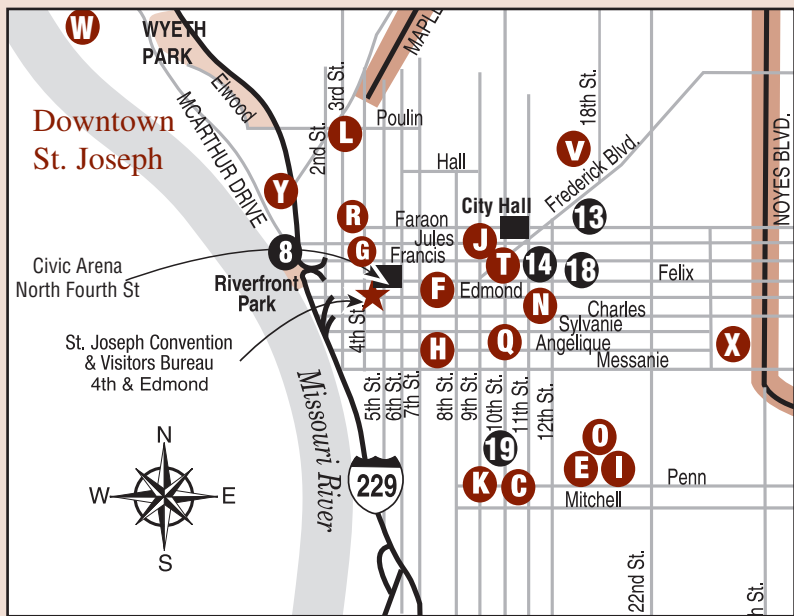 W
WYETH
PARK
Elwood
MCARTHUR DRIVE
Downtown
St. Joseph
2nd St.
3rd St.
L
Poulin
Hall
18th St.
V
Frederick Blvd.
NOYES BLVD.
Y
R
G
Faraon
Jules
Francis
City Hall
J
T
13
14
18
Felix
8
Riverfront
Park
Civic Arena
North Fourth St
F
Edmond
N
Charles
Sylvanie
Angelique
Messanie
St. Joseph Convention
& Visitors Bureau
4th & Edmond
4th St.
H
Q
X
5th St.
6th St.
7th St.
8th St.
9th St.
10th St.
11th St.
12th St.
Missouri River
N
W
E
S
229
19
K
C
O
E
I
Penn
Mitchell
22nd St.